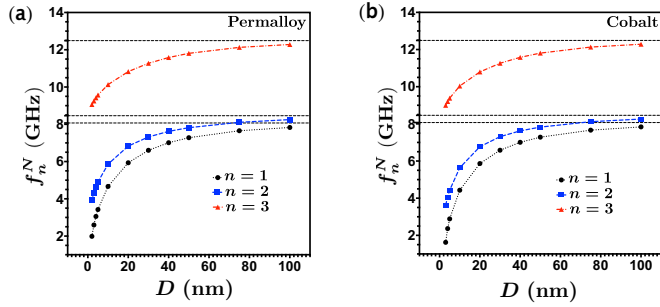 (a)
Permalloy
14
12
10
8
6
4
2
f_n^N (GHz)
n = 1
n = 2
n = 3
0 20 40 60 80 100
D (nm)
(b)
Cobalt
14
12
10
8
6
4
2
f_n^N (GHz)
n = 1
n = 2
n = 3
0 20 40 60 80 100
D (nm)